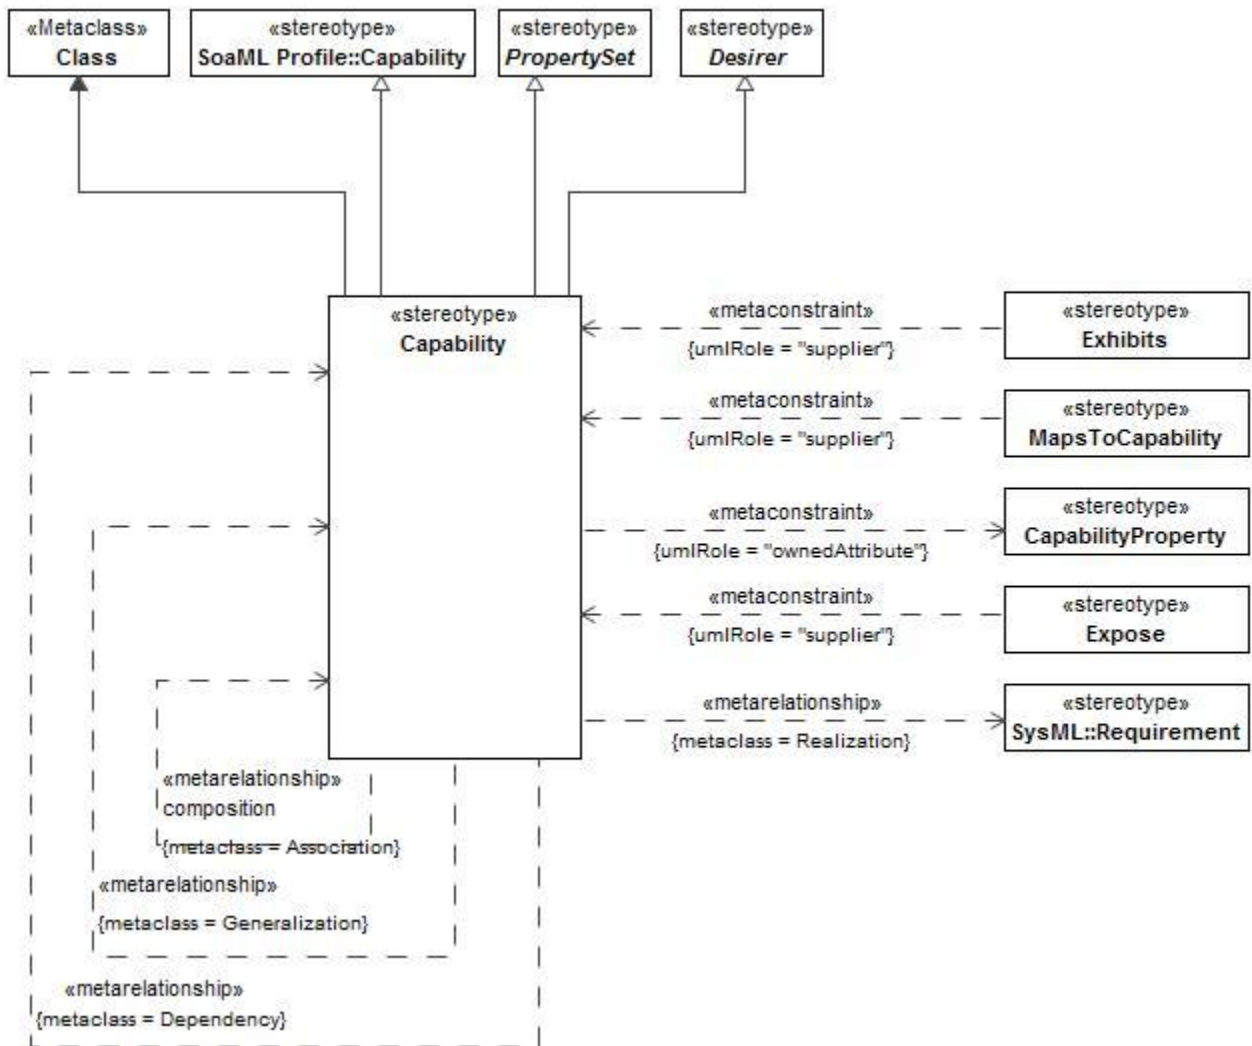 «Metaclass»
Class
«stereotype»
SoaML Profile::Capability
«stereotype»
PropertySet
«stereotype»
Desirer
«stereotype»
Capability
«metaconstraint»
{umlRole = "supplier"}
«stereotype»
Exhibits
«metaconstraint»
{umlRole = "supplier"}
«stereotype»
MapsToCapability
«metaconstraint»
{umlRole = "ownedAttribute"}
«stereotype»
CapabilityProperty
«metaconstraint»
{umlRole = "supplier"}
«stereotype»
Expose
«metarelationship»
{metaclass = Realization}
«stereotype»
SysML::Requirement
«metarelationship»
composition
{metaclass = Association}
«metarelationship»
{metaclass = Generalization}
«metarelationship»
{metaclass = Dependency}